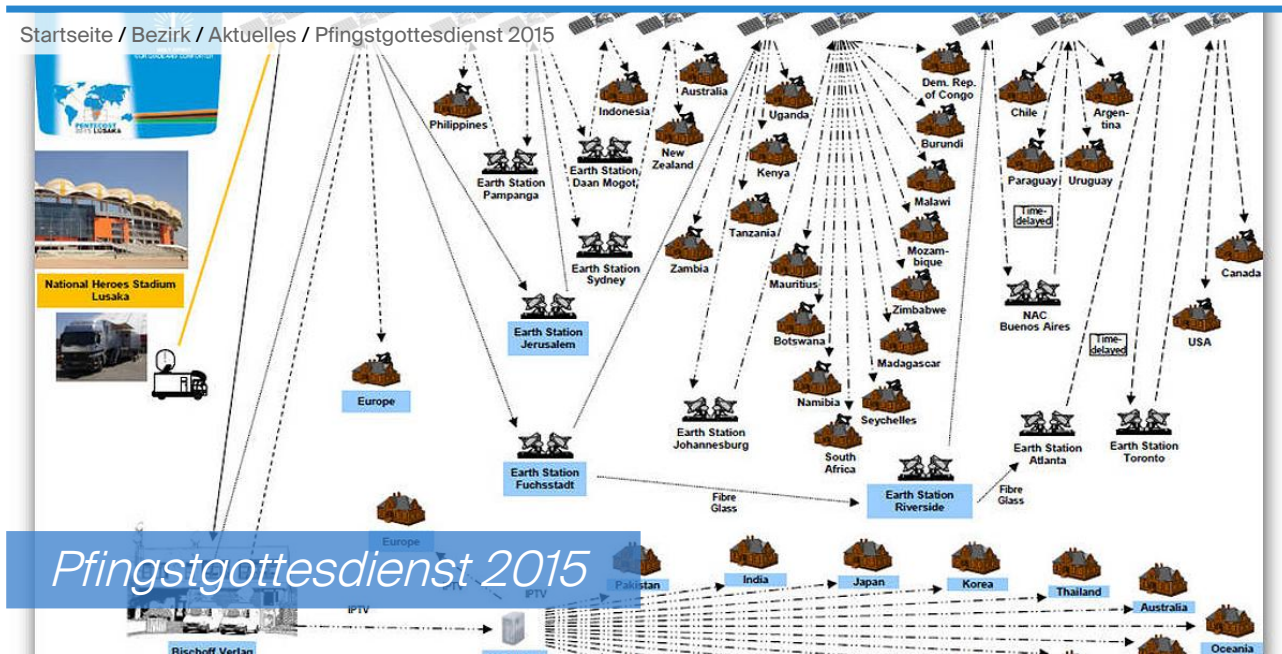 Startseite / Bezirk / Aktuelles / Pfingstgottesdienst 2015
PENTECOST
2015 LUSAKA
National Heroes Stadium
Lusaka
Philippines
Indonesia
Australia
New
Zealand
Earth Station
Pampanga
Earth Station
Daan Mogot
Earth Station
Sydney
Earth Station
Jerusalem
Europe
Earth Station
Fuchsstadt
Uganda
Kenya
Tanzania
Zambia
Mauritius
Botswana
Namibia
South
Africa
Earth Station
Johannesburg
Dem. Rep.
of Congo
Burundi
Malawi
Mozam-
bique
Zimbabwe
Madagascar
Seychelles
Chile
Argen-
tina
Paraguay
Uruguay
Time-
delayed
NAC
Buenos Aires
Time-
delayed
Canada
USA
Earth Station
Atlanta
Earth Station
Toronto
Fibre
Glass
Earth Station
Riverside
Fibre
Glass
Europe
Pfingstgottesdienst 2015
IPTV
IPTV
IPTV
Pakistan
India
Japan
Korea
Thailand
Australia
Oceania
Bischoff Verlag